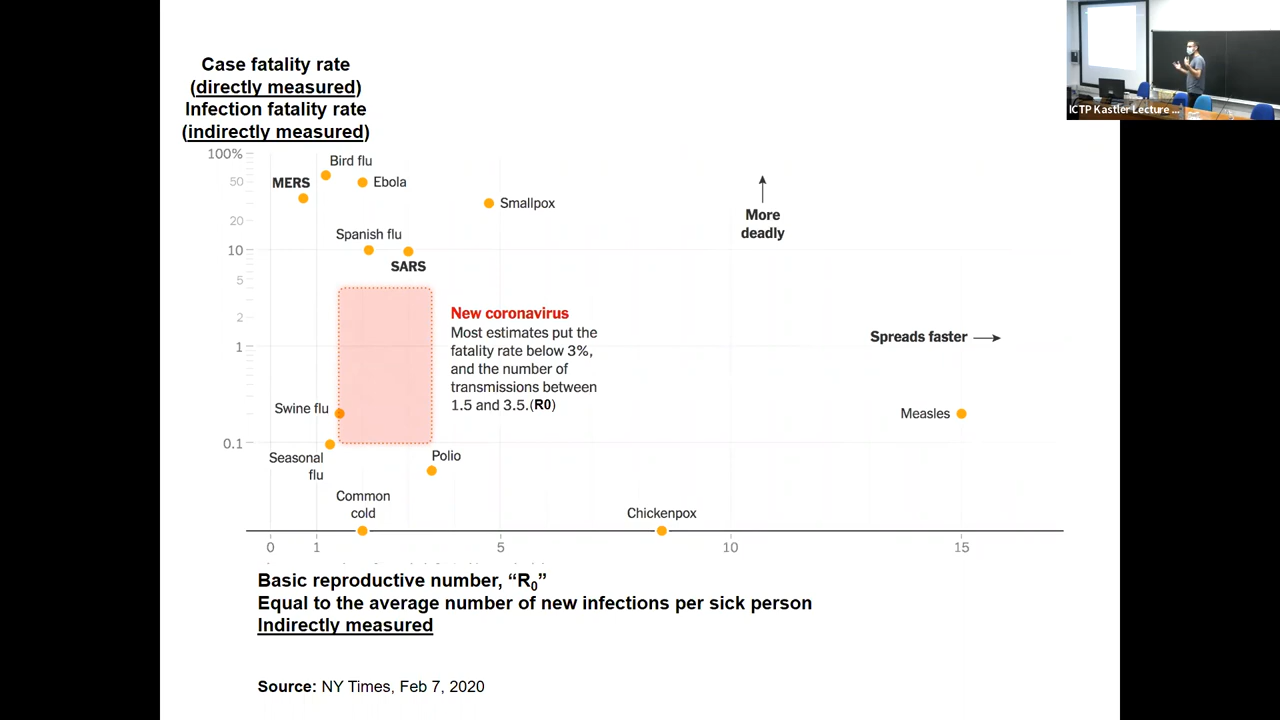 Case fatality rate
(directly measured)
Infection fatality rate
(indirectly measured)
ICTP Kastler Lecture ...
100%
50
20
10
5
2
1
0.1
Bird flu
MERS
Ebola
Smallpox
Spanish flu
SARS
More
deadly
New coronavirus
Most estimates put the
fatality rate below 3%,
and the number of
transmissions between
1.5 and 3.5.(R0)
Spreads faster
Swine flu
Measles
Seasonal
flu
Polio
Common
cold
Chickenpox
0 1 5 10 15
Basic reproductive number, “R0”
Equal to the average number of new infections per sick person
Indirectly measured
Source: NY Times, Feb 7, 2020